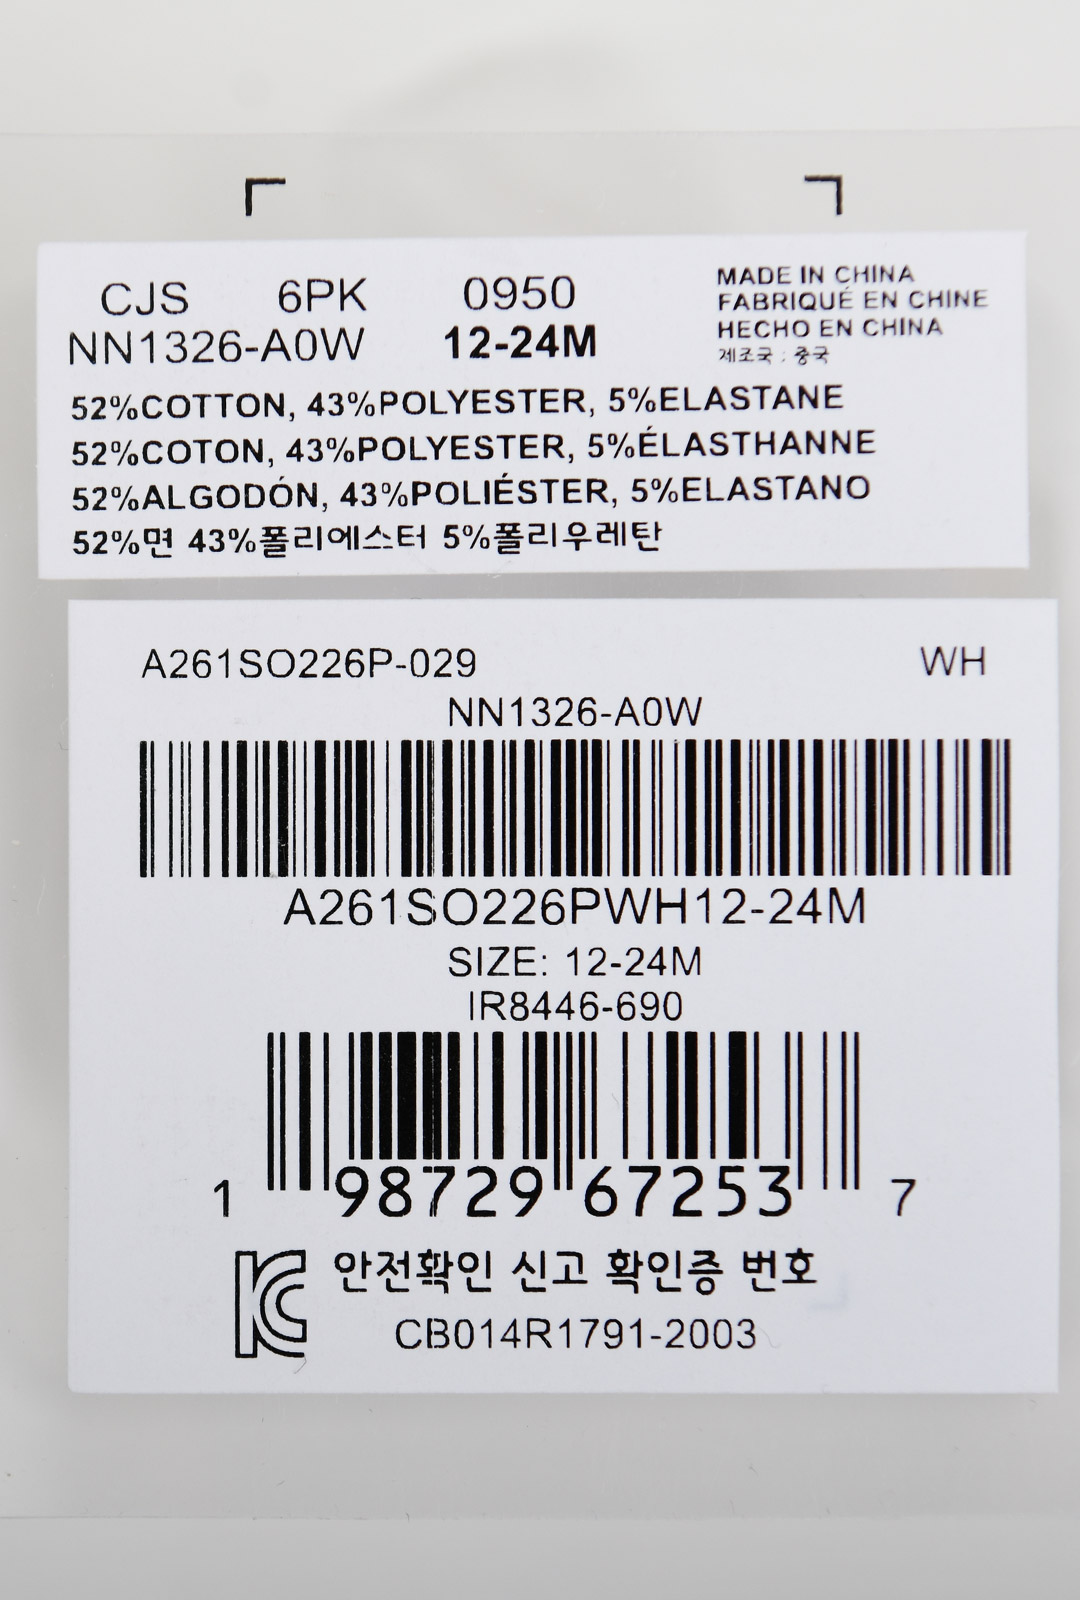 CJS 6PK 0950
NN1326-A0W 12-24M
MADE IN CHINA
FABRIQUÉ EN CHINE
HECHO EN CHINA
제조국 : 중국
52%COTTON, 43%POLYESTER, 5%ELASTANE
52%COTON, 43%POLYESTER, 5%ÉLASTHANNE
52%ALGODÓN, 43%POLIÉSTER, 5%ELASTANO
52%면 43%폴리에스터 5%폴리우레탄
A261SO226P-029 WH
NN1326-A0W
A261SO226PWH12-24M
SIZE: 12-24M
IR8446-690
1 98729 67253 7
KC 안전확인 신고 확인증 번호
CB014R1791-2003